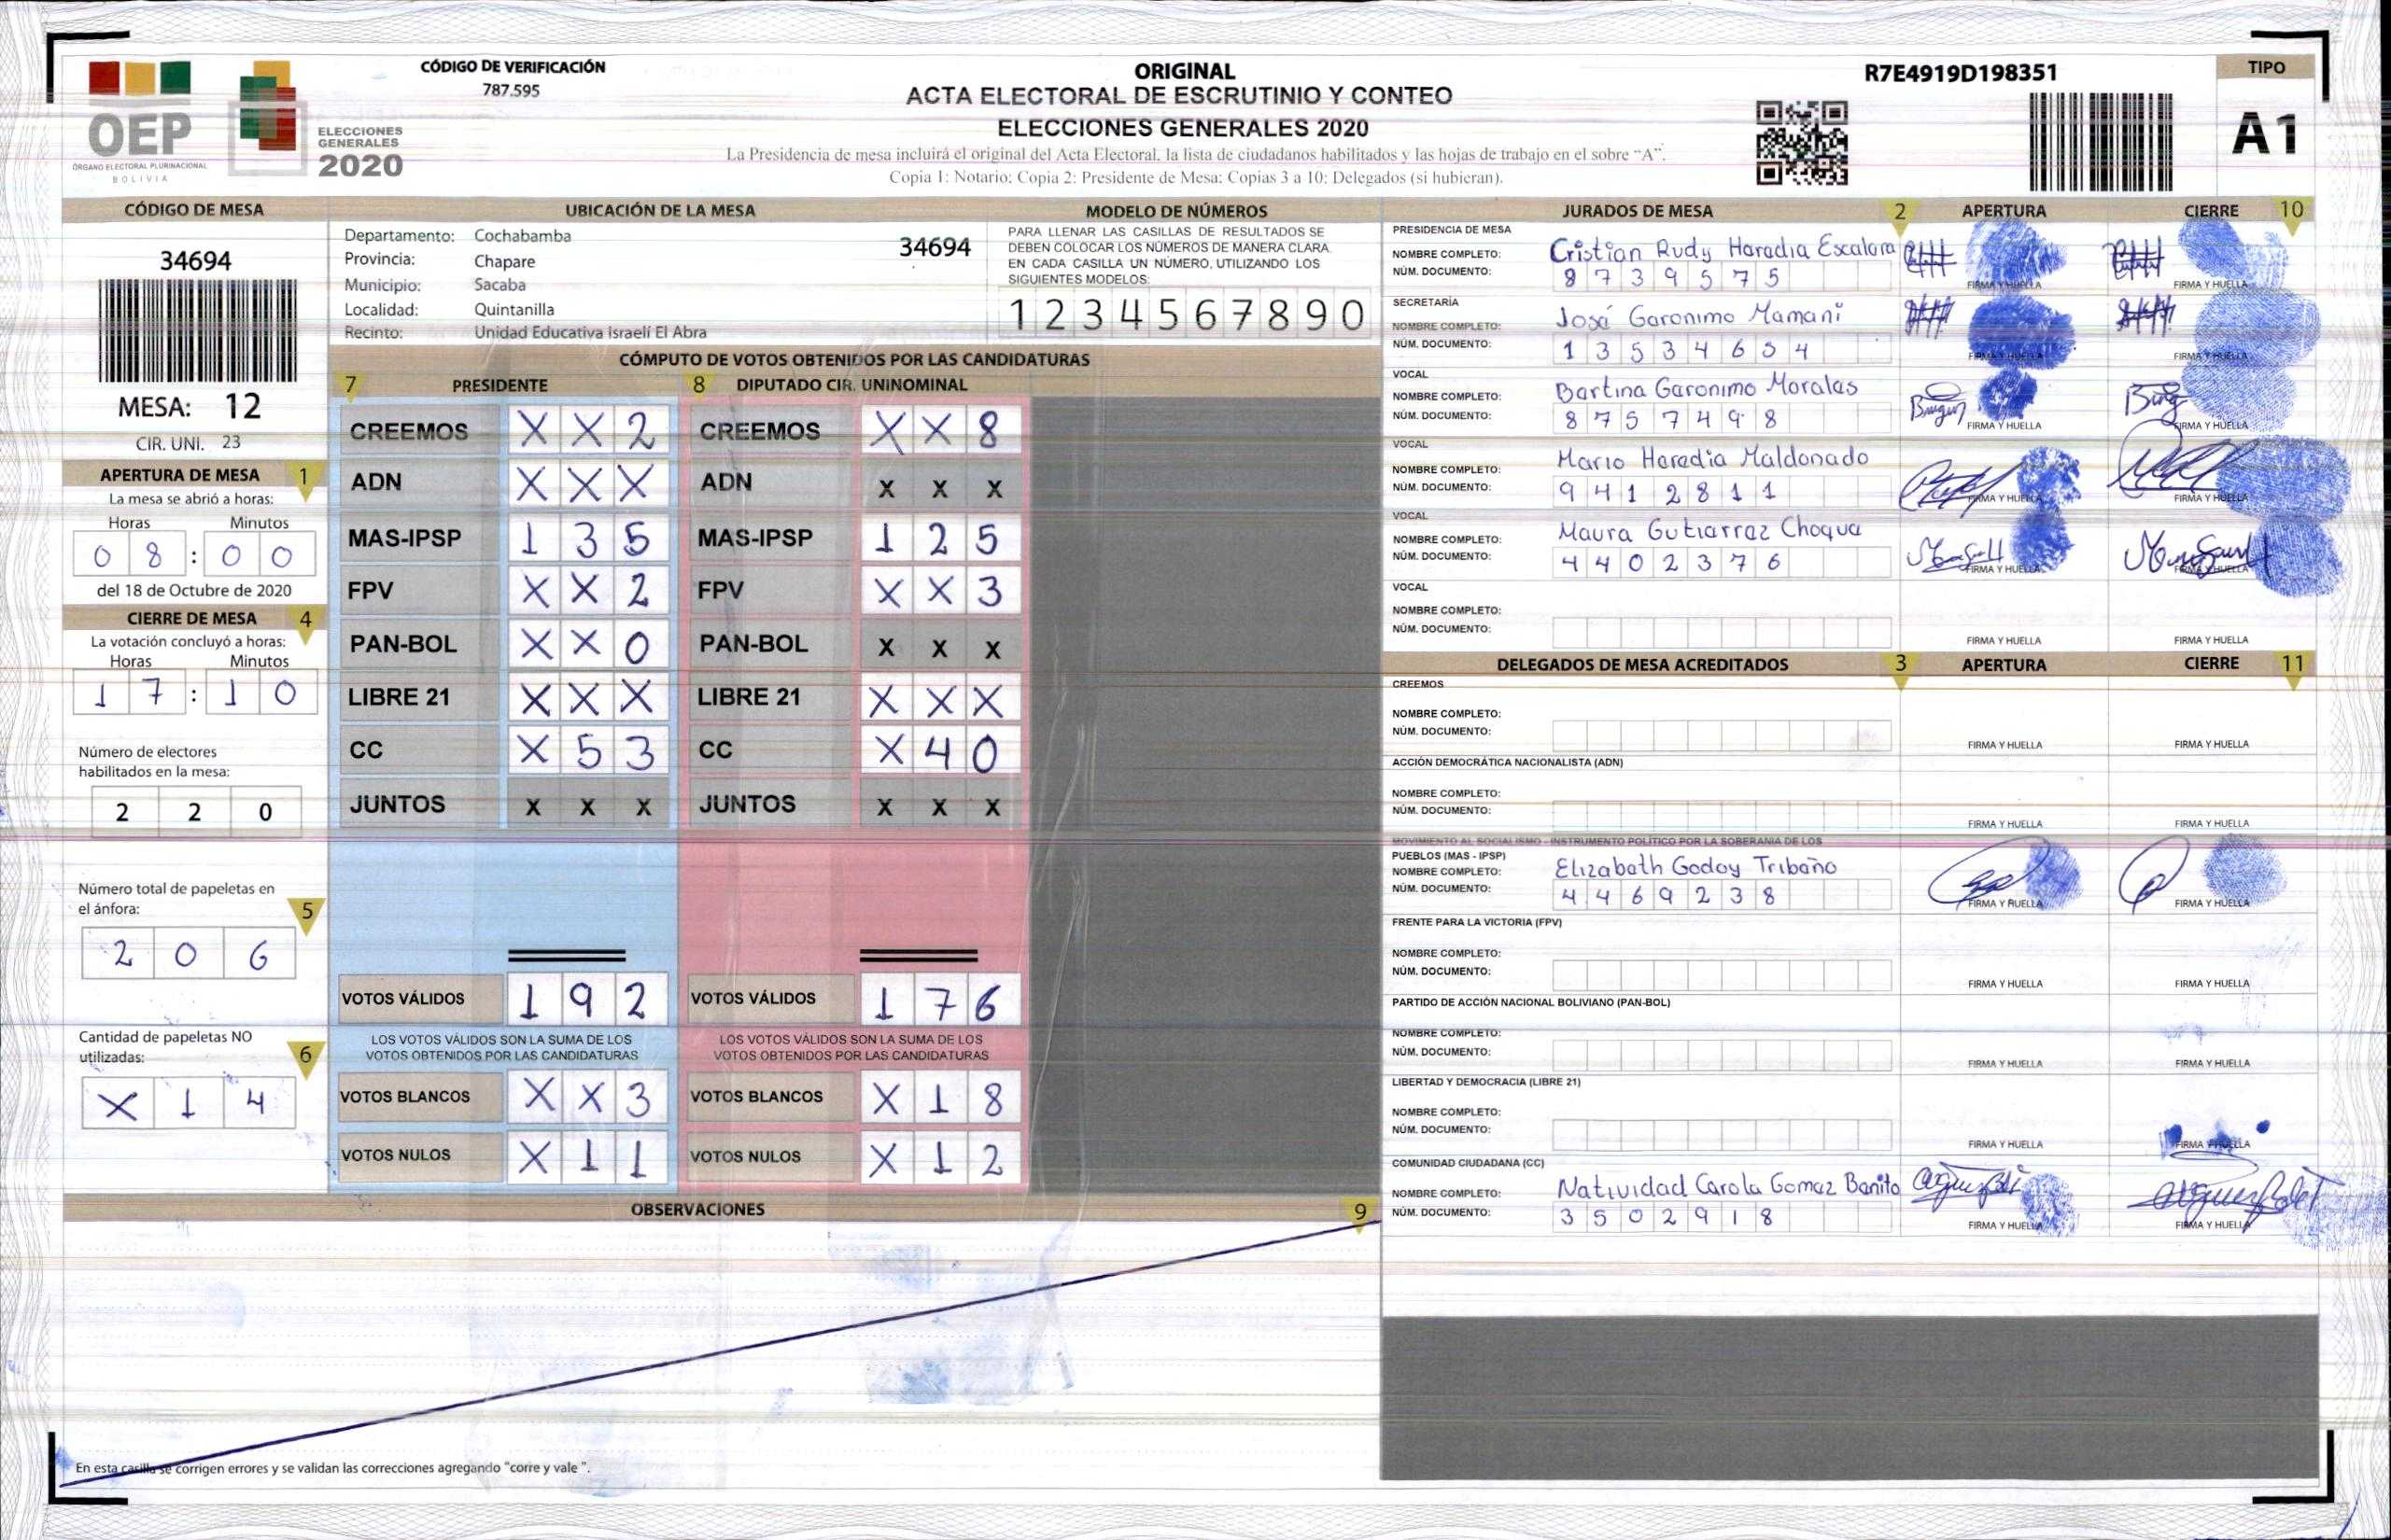 CÓDIGO DE VERIFICACIÓN
787.595
OEP
ÓRGANO ELECTORAL PLURINACIONAL
BOLIVIA
ELECCIONES
GENERALES
2020
ORIGINAL
ACTA ELECTORAL DE ESCRUTINIO Y CONTEO
ELECCIONES GENERALES 2020
La Presidencia de mesa incluirá el original del Acta Electoral, la lista de ciudadanos habilitados y las hojas de trabajo en el sobre "A".
Copia 1: Notario; Copia 2: Presidente de Mesa; Copias 3 a 10: Delegados (si hubieran).
R7E4919D198351
TIPO
A1
CÓDIGO DE MESA
34694
MESA: 12
CIR. UNI. 23
APERTURA DE MESA 1
La mesa se abrió a horas:
Horas Minutos
0 8 : 0 0
del 18 de Octubre de 2020
CIERRE DE MESA 4
La votación concluyó a horas:
Horas Minutos
1 7 : 1 0
Número de electores
habilitados en la mesa:
2 2 0
Número total de papeletas en
el ánfora: 5
2 0 6
Cantidad de papeletas NO
utilizadas: 6
X 1 4
UBICACIÓN DE LA MESA
Departamento: Cochabamba 34694
Provincia: Chapare
Municipio: Sacaba
Localidad: Quintanilla
Recinto: Unidad Educativa Israelí El Abra
MODELO DE NÚMEROS
PARA LLENAR LAS CASILLAS DE RESULTADOS SE
DEBEN COLOCAR LOS NÚMEROS DE MANERA CLARA.
EN CADA CASILLA UN NÚMERO, UTILIZANDO LOS
SIGUIENTES MODELOS:
1 2 3 4 5 6 7 8 9 0
CÓMPUTO DE VOTOS OBTENIDOS POR LAS CANDIDATURAS
7 PRESIDENTE 8 DIPUTADO CIR. UNINOMINAL
CREEMOS X X 2 CREEMOS X X 8
ADN X X X ADN X X X
MAS-IPSP 1 3 5 MAS-IPSP 1 2 5
FPV X X 2 FPV X X 3
PAN-BOL X X 0 PAN-BOL X X X
LIBRE 21 X X X LIBRE 21 X X X
CC X 5 3 CC X 4 0
JUNTOS X X X JUNTOS X X X
VOTOS VÁLIDOS 1 9 2 VOTOS VÁLIDOS 1 7 6
LOS VOTOS VÁLIDOS SON LA SUMA DE LOS LOS VOTOS VÁLIDOS SON LA SUMA DE LOS
VOTOS OBTENIDOS POR LAS CANDIDATURAS VOTOS OBTENIDOS POR LAS CANDIDATURAS
VOTOS BLANCOS X X 3 VOTOS BLANCOS X 1 8
VOTOS NULOS X 1 1 VOTOS NULOS X 1 2
OBSERVACIONES 9
En esta casilla se corrigen errores y se validan las correcciones agregando "corre y vale ".
JURADOS DE MESA 2 APERTURA CIERRE 10
PRESIDENCIA DE MESA
NOMBRE COMPLETO: Cristian Rudy Haradia Escalara
NÚM. DOCUMENTO: 8 7 3 9 5 7 5 FIRMA Y HUELLA FIRMA Y HUELLA
SECRETARÍA
NOMBRE COMPLETO: José Garonimo Mamani
NÚM. DOCUMENTO: 1 3 5 3 4 6 5 4 FIRMA Y HUELLA FIRMA Y HUELLA
VOCAL
NOMBRE COMPLETO: Bartina Garonimo Moralas
NÚM. DOCUMENTO: 8 7 5 7 4 9 8 FIRMA Y HUELLA FIRMA Y HUELLA
VOCAL
NOMBRE COMPLETO: Mario Haredia Maldonado
NÚM. DOCUMENTO: 9 4 1 2 8 1 1 FIRMA Y HUELLA FIRMA Y HUELLA
VOCAL
NOMBRE COMPLETO: Maura Gutiarraz Choqua
NÚM. DOCUMENTO: 4 4 0 2 3 7 6 FIRMA Y HUELLA FIRMA Y HUELLA
VOCAL
NOMBRE COMPLETO:
NÚM. DOCUMENTO: FIRMA Y HUELLA FIRMA Y HUELLA
DELEGADOS DE MESA ACREDITADOS 3 APERTURA CIERRE 11
CREEMOS
NOMBRE COMPLETO:
NÚM. DOCUMENTO: FIRMA Y HUELLA FIRMA Y HUELLA
ACCIÓN DEMOCRÁTICA NACIONALISTA (ADN)
NOMBRE COMPLETO:
NÚM. DOCUMENTO: FIRMA Y HUELLA FIRMA Y HUELLA
MOVIMIENTO AL SOCIALISMO - INSTRUMENTO POLÍTICO POR LA SOBERANIA DE LOS
PUEBLOS (MAS - IPSP)
NOMBRE COMPLETO: Elizabath Godoy Tribaño
NÚM. DOCUMENTO: 4 4 6 9 2 3 8 FIRMA Y HUELLA FIRMA Y HUELLA
FRENTE PARA LA VICTORIA (FPV)
NOMBRE COMPLETO:
NÚM. DOCUMENTO: FIRMA Y HUELLA FIRMA Y HUELLA
PARTIDO DE ACCIÓN NACIONAL BOLIVIANO (PAN-BOL)
NOMBRE COMPLETO:
NÚM. DOCUMENTO: FIRMA Y HUELLA FIRMA Y HUELLA
LIBERTAD Y DEMOCRACIA (LIBRE 21)
NOMBRE COMPLETO:
NÚM. DOCUMENTO: FIRMA Y HUELLA FIRMA Y HUELLA
COMUNIDAD CIUDADANA (CC)
NOMBRE COMPLETO: Natividad Carola Gomaz Banito
NÚM. DOCUMENTO: 3 5 0 2 9 1 8 FIRMA Y HUELLA FIRMA Y HUELLA